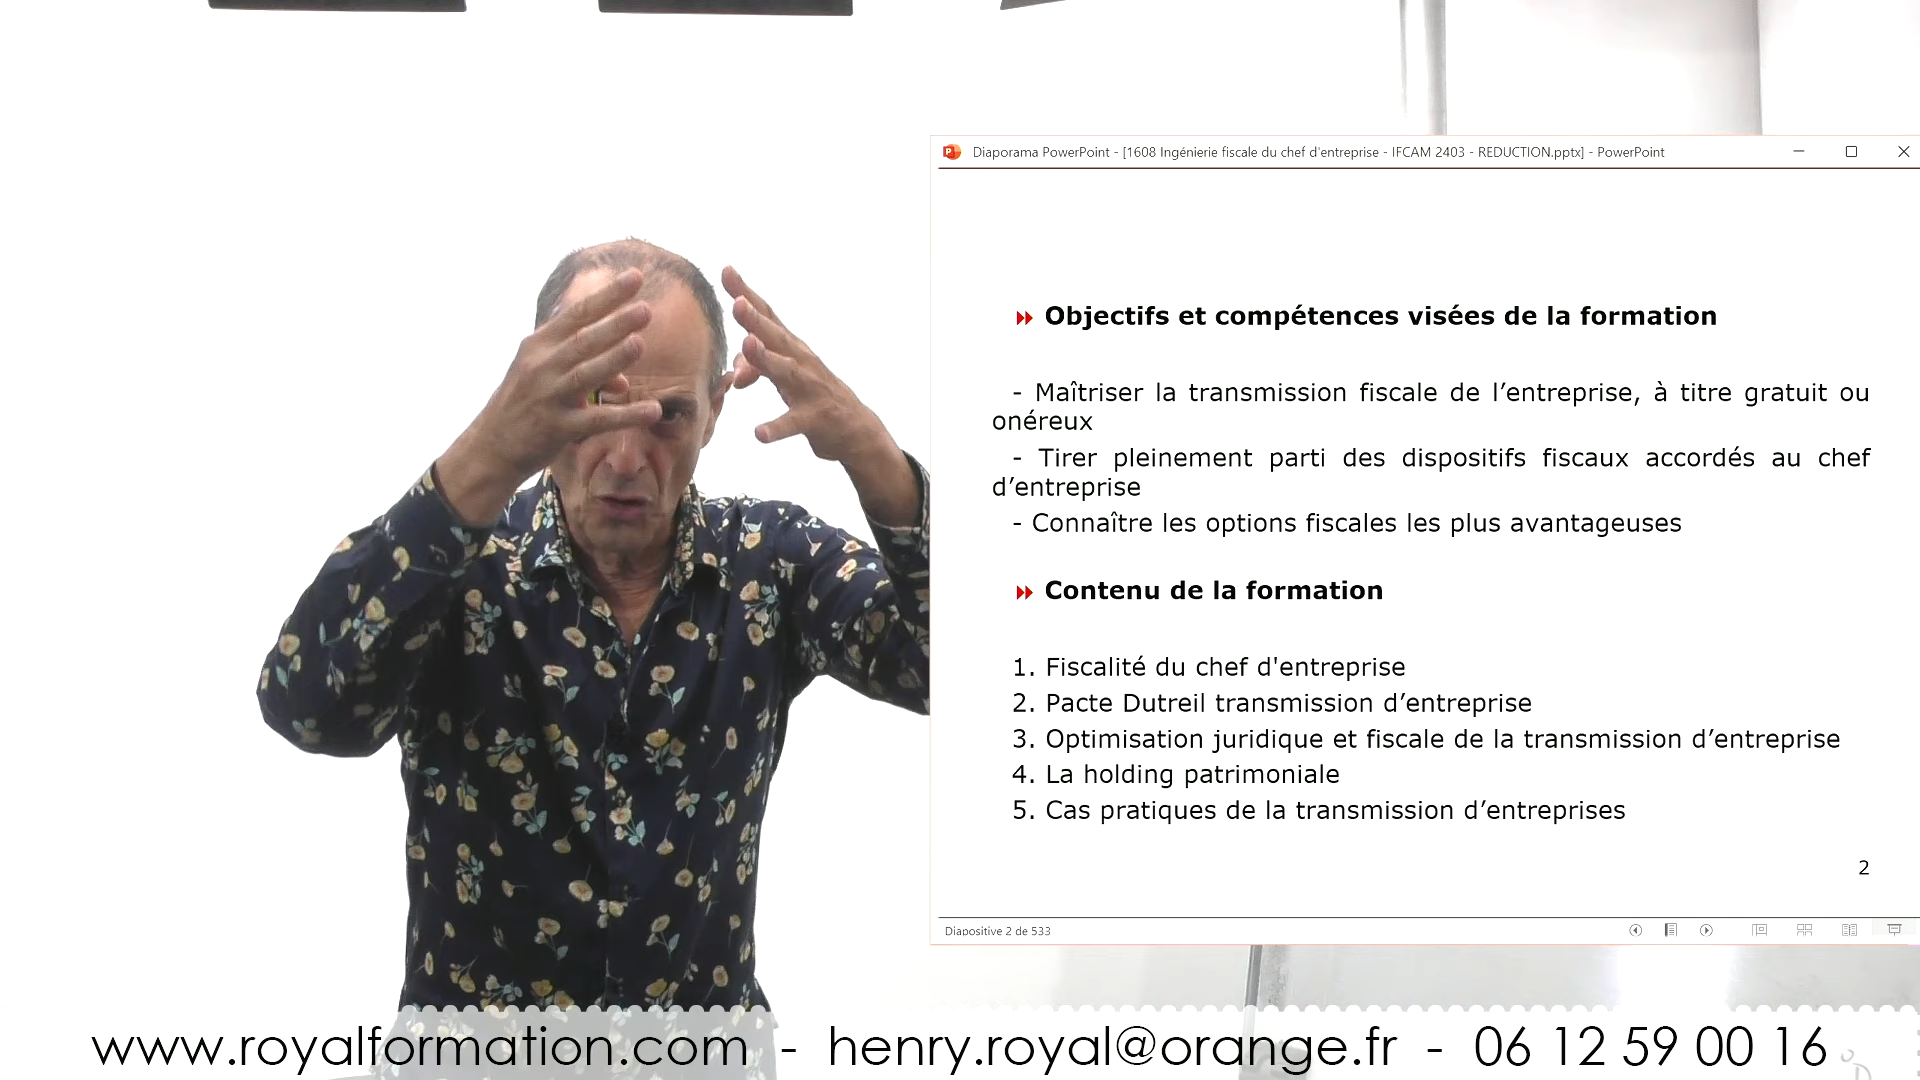 Diaporama PowerPoint - [1608 Ingénierie fiscale du chef d'entreprise - IFCAM 2403 - REDUCTION.pptx] - PowerPoint
Objectifs et compétences visées de la formation
- Maîtriser la transmission fiscale de l’entreprise, à titre gratuit ou
onéreux
- Tirer pleinement parti des dispositifs fiscaux accordés au chef
d’entreprise
- Connaître les options fiscales les plus avantageuses
Contenu de la formation
1. Fiscalité du chef d'entreprise
2. Pacte Dutreil transmission d’entreprise
3. Optimisation juridique et fiscale de la transmission d’entreprise
4. La holding patrimoniale
5. Cas pratiques de la transmission d’entreprises
2
Diapositive 2 de 533
www.royalformation.com - henry.royal@orange.fr - 06 12 59 00 16